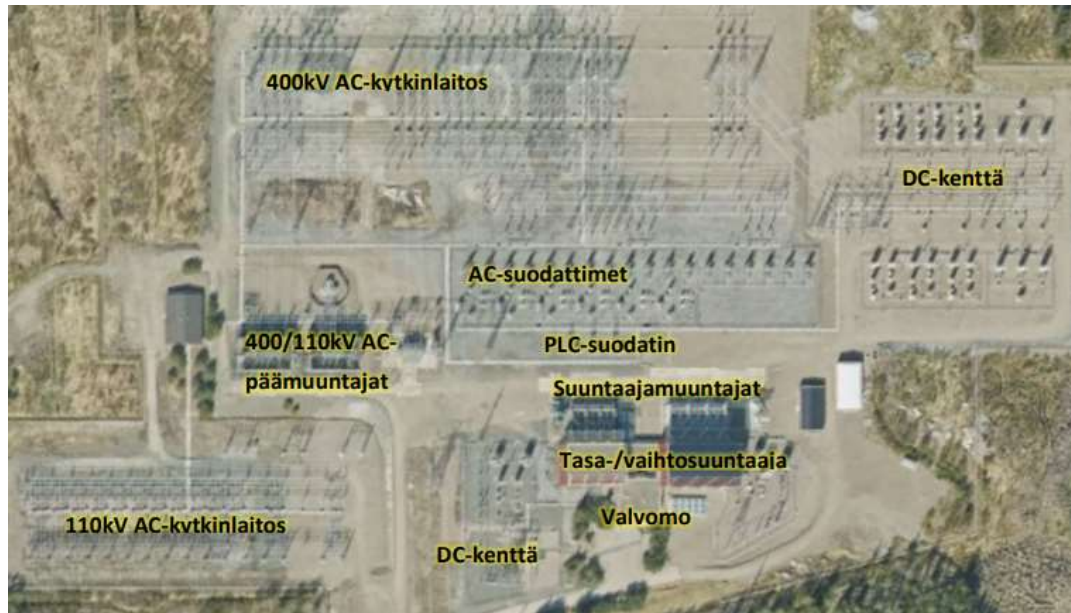 400kV AC-kytkinlaitos
DC-kenttä
AC-suodattimet
400/110kV AC-
päämuuntajat
PLC-suodatin
Suuntaajamuuntajat
Tasa-/vaihtosuuntaaja
110kV AC-kytkinlaitos
Valvomo
DC-kenttä